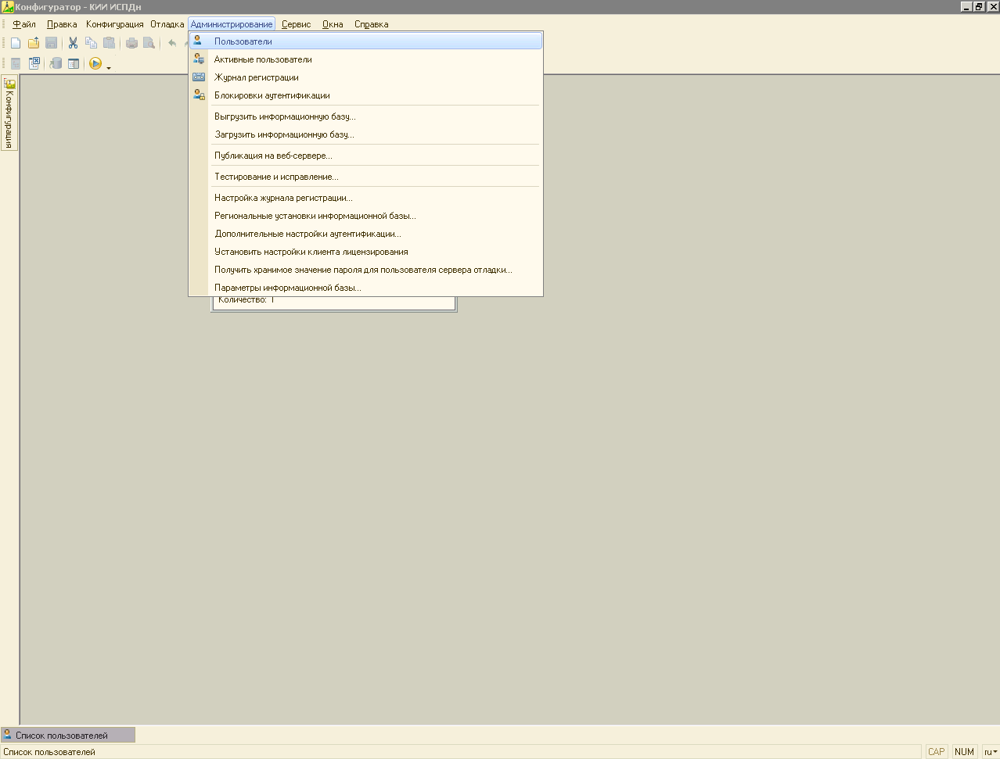 Конфигуратор - КИИ ИСПДн
Файл Правка Конфигурация Отладка Администрирование Сервис Окна Справка
Пользователи
Активные пользователи
Журнал регистрации
Блокировки аутентификации
Выгрузить информационную базу...
Загрузить информационную базу...
Публикация на веб-сервере...
Тестирование и исправление...
Настройка журнала регистрации...
Региональные установки информационной базы...
Дополнительные настройки аутентификации...
Установить настройки клиента лицензирования
Получить хранимое значение пароля для пользователя сервера отладки...
Параметры информационной базы...
Количество: 1
Конфигурация
Список пользователей
Список пользователей CAP NUM ru